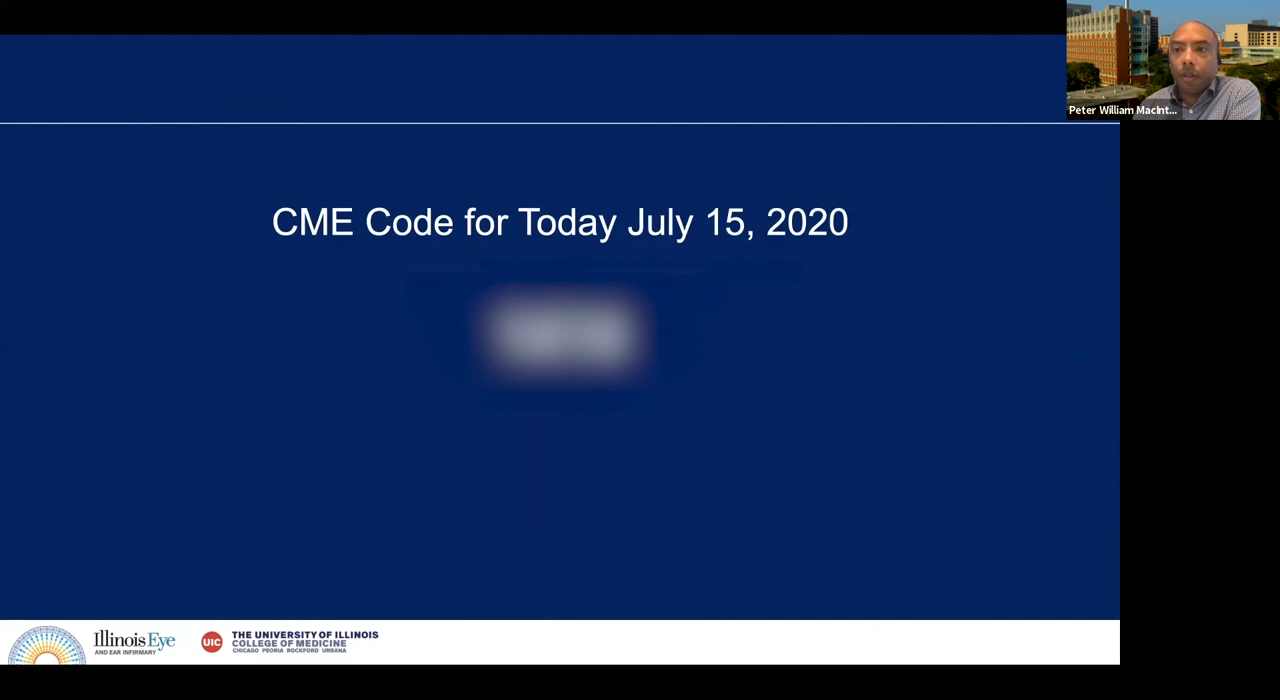 Peter William MacInt...
CME Code for Today July 15, 2020
Illinois Eye
AND EAR INFIRMARY
UIC
THE UNIVERSITY OF ILLINOIS
COLLEGE OF MEDICINE
CHICAGO PEORIA ROCKFORD URBANA